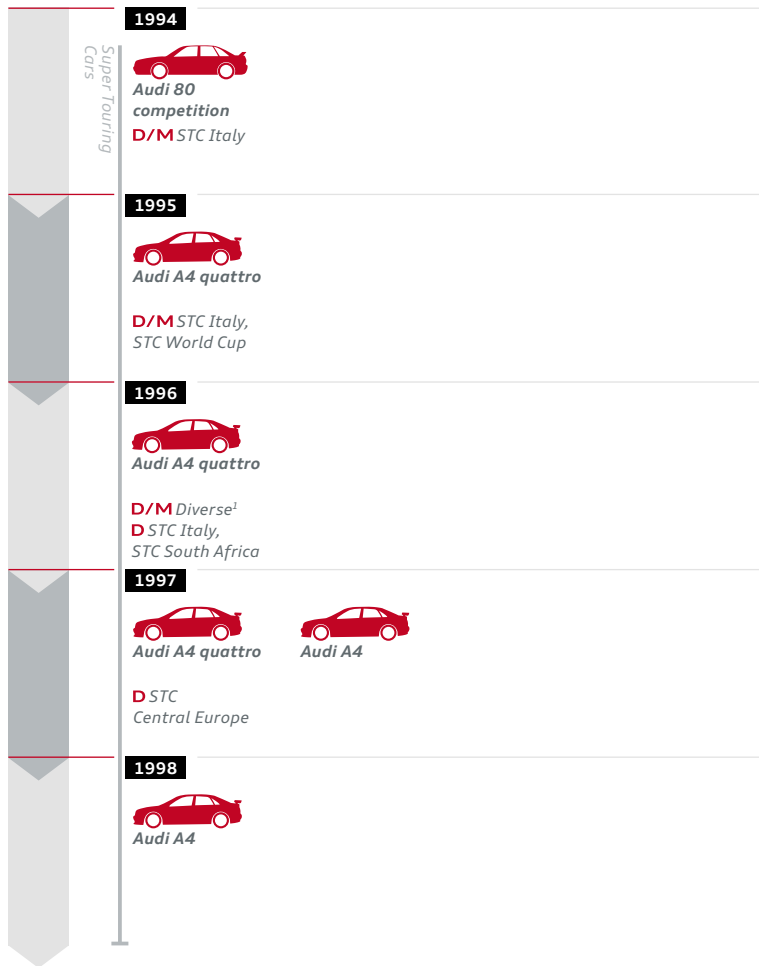 1994
Super Touring
Cars
Audi 80
competition
D/M STC Italy
1995
Audi A4 quattro
D/M STC Italy,
STC World Cup
1996
Audi A4 quattro
D/M Diverse¹
D STC Italy,
STC South Africa
1997
Audi A4 quattro
Audi A4
D STC
Central Europe
1998
Audi A4